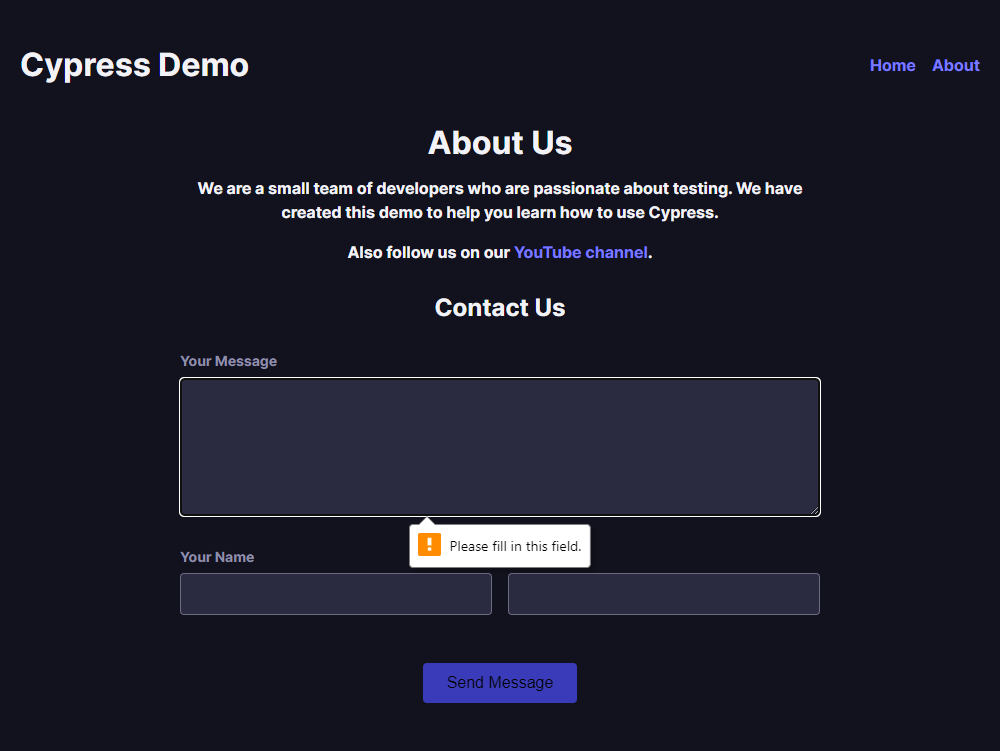 Cypress Demo
Home About
About Us
We are a small team of developers who are passionate about testing. We have
created this demo to help you learn how to use Cypress.
Also follow us on our YouTube channel.
Contact Us
Your Message
Please fill in this field.
Your Name
Send Message